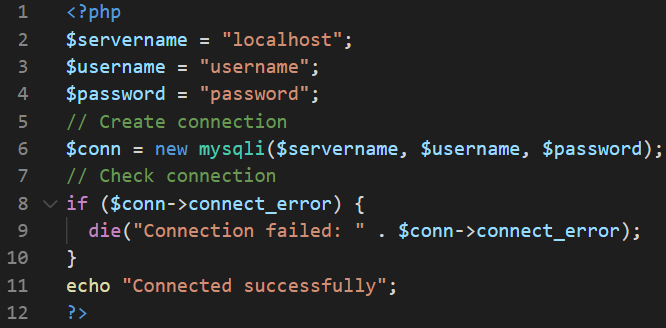 1 <?php
2 $servername = "localhost";
3 $username = "username";
4 $password = "password";
5 // Create connection
6 $conn = new mysqli($servername, $username, $password);
7 // Check connection
8 if ($conn->connect_error) {
9   die("Connection failed: " . $conn->connect_error);
10 }
11 echo "Connected successfully";
12 ?>